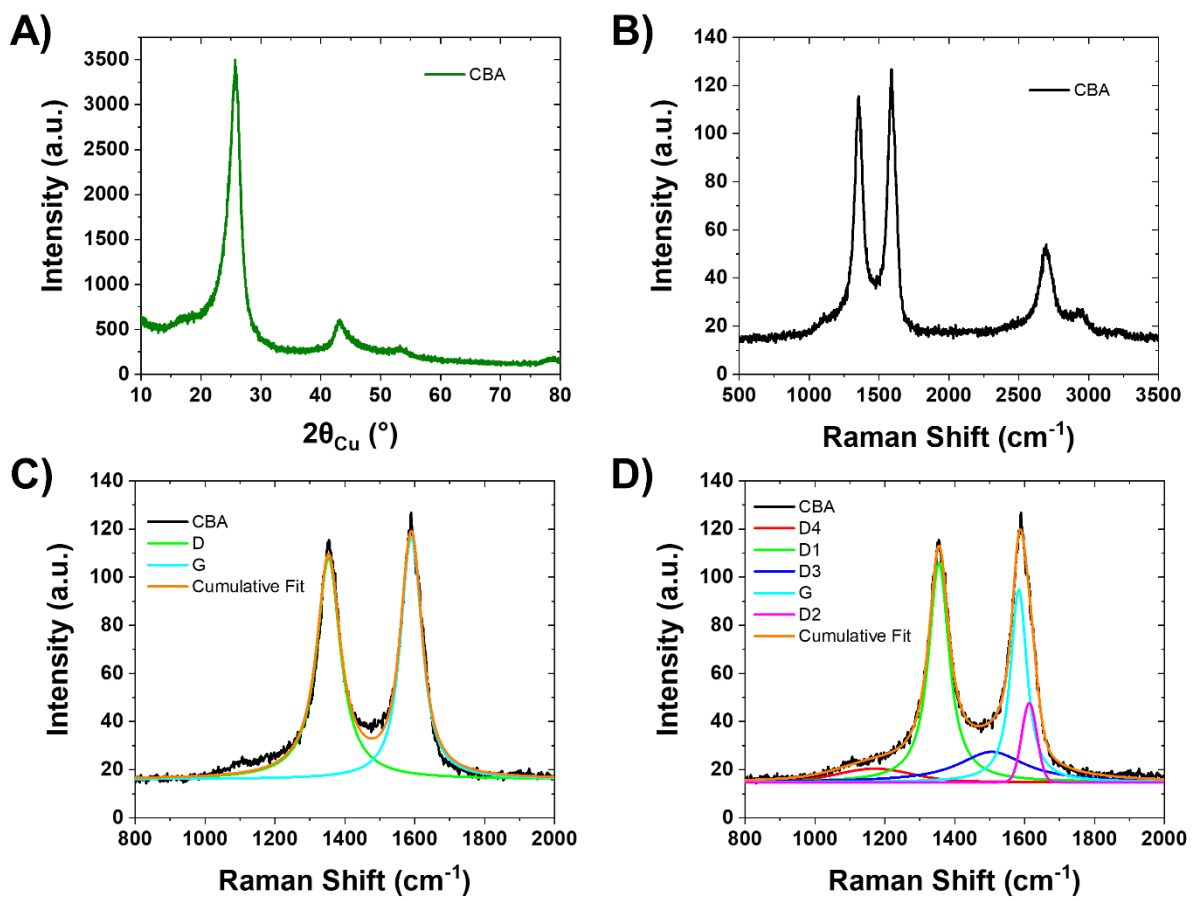 A)
Intensity (a.u.)
3500
3000
2500
2000
1500
1000
500
0
CBA
10 20 30 40 50 60 70 80
2θCu (°)
B)
Intensity (a.u.)
140
120
100
80
60
40
20
0
CBA
500 1000 1500 2000 2500 3000 3500
Raman Shift (cm-1)
C)
Intensity (a.u.)
140
120
100
80
60
40
20
0
CBA
D
G
Cumulative Fit
800 1000 1200 1400 1600 1800 2000
Raman Shift (cm-1)
D)
Intensity (a.u.)
140
120
100
80
60
40
20
0
CBA
D4
D1
D3
G
D2
Cumulative Fit
800 1000 1200 1400 1600 1800 2000
Raman Shift (cm-1)